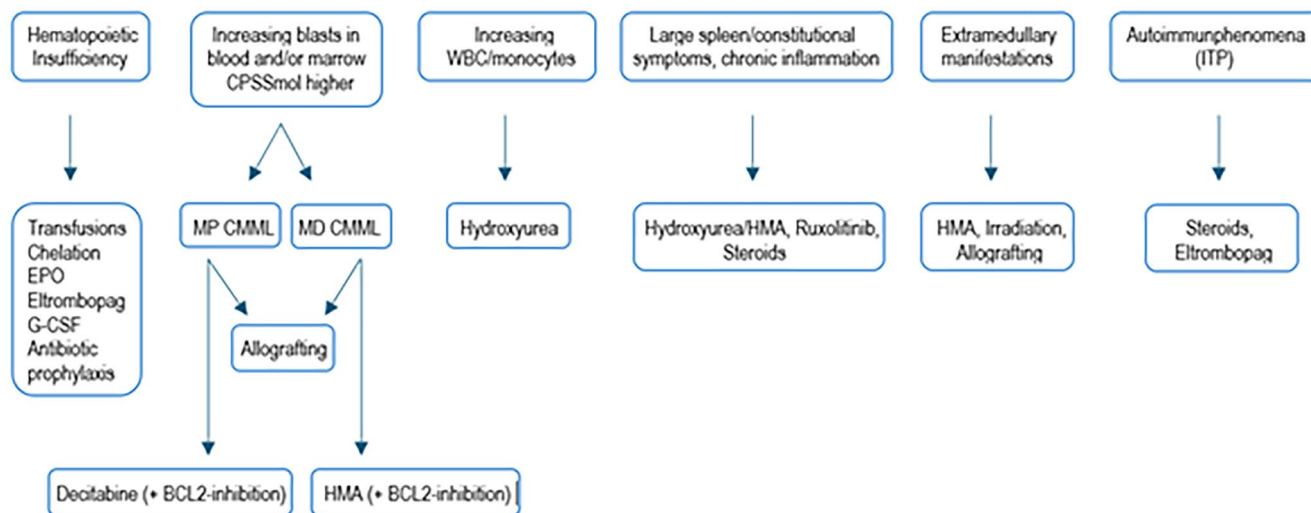 Hematopoietic
Insufficiency
Increasing blasts in
blood and/or marrow
CPSSmol higher
Increasing
WBC/monocytes
Large spleen/constitutional
symptoms, chronic inflammation
Extramedullary
manifestations
Autoimmunphenomena
(ITP)
Transfusions
Chelation
EPO
Eltrombopag
G-CSF
Antibiotic
prophylaxis
MP CMML
MD CMML
Hydroxyurea
Hydroxyurea/HMA, Ruxolitinib,
Steroids
HMA, Irradiation,
Allografting
Steroids,
Eltrombopag
Allografting
Decitabine (+ BCL2-inhibition)
HMA (+ BCL2-inhibition)